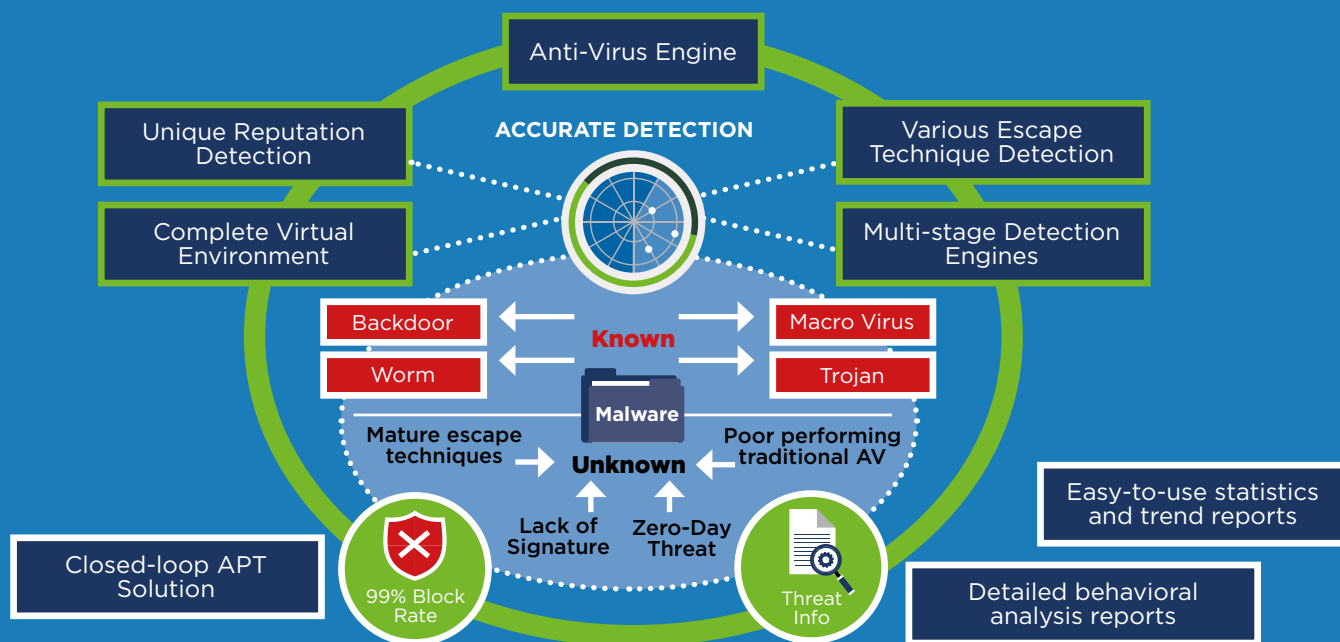 Anti-Virus Engine
Unique Reputation
Detection
ACCURATE DETECTION
Various Escape
Technique Detection
Complete Virtual
Environment
Multi-stage Detection
Engines
Backdoor
Known
Macro Virus
Worm
Trojan
Malware
Mature escape
techniques
Poor performing
traditional AV
Unknown
Lack of
Signature
Zero-Day
Threat
Easy-to-use statistics
and trend reports
Closed-loop APT
Solution
99% Block
Rate
Threat
Info
Detailed behavioral
analysis reports